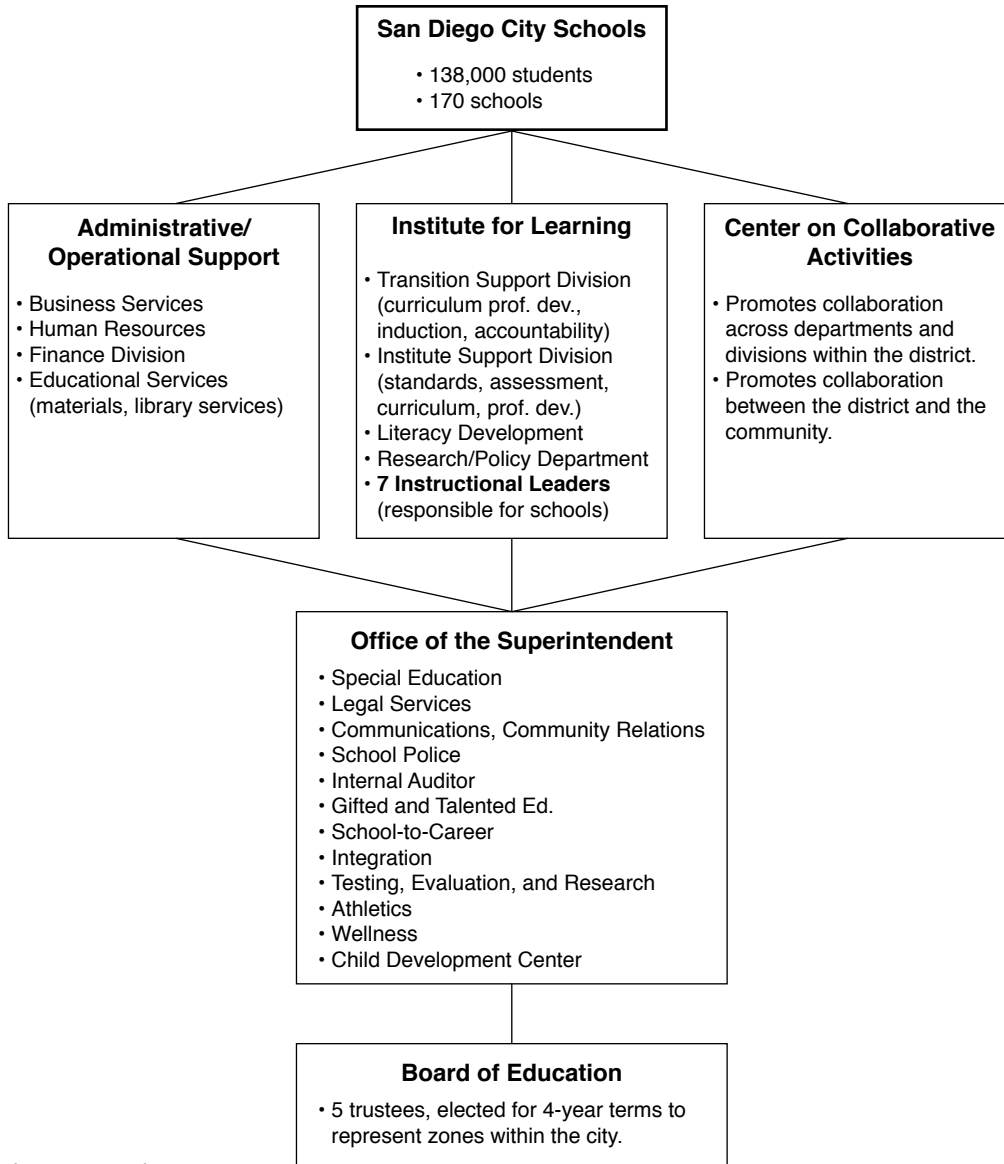 San Diego City Schools
• 138,000 students
• 170 schools
Administrative/
Operational Support
• Business Services
• Human Resources
• Finance Division
• Educational Services
(materials, library services)
Institute for Learning
• Transition Support Division
(curriculum prof. dev.,
induction, accountability)
• Institute Support Division
(standards, assessment,
curriculum, prof. dev.)
• Literacy Development
• Research/Policy Department
• 7 Instructional Leaders
(responsible for schools)
Center on Collaborative
Activities
• Promotes collaboration
across departments and
divisions within the district.
• Promotes collaboration
between the district and the
community.
Office of the Superintendent
• Special Education
• Legal Services
• Communications, Community Relations
• School Police
• Internal Auditor
• Gifted and Talented Ed.
• School-to-Career
• Integration
• Testing, Evaluation, and Research
• Athletics
• Wellness
• Child Development Center
Board of Education
• 5 trustees, elected for 4-year terms to
represent zones within the city.